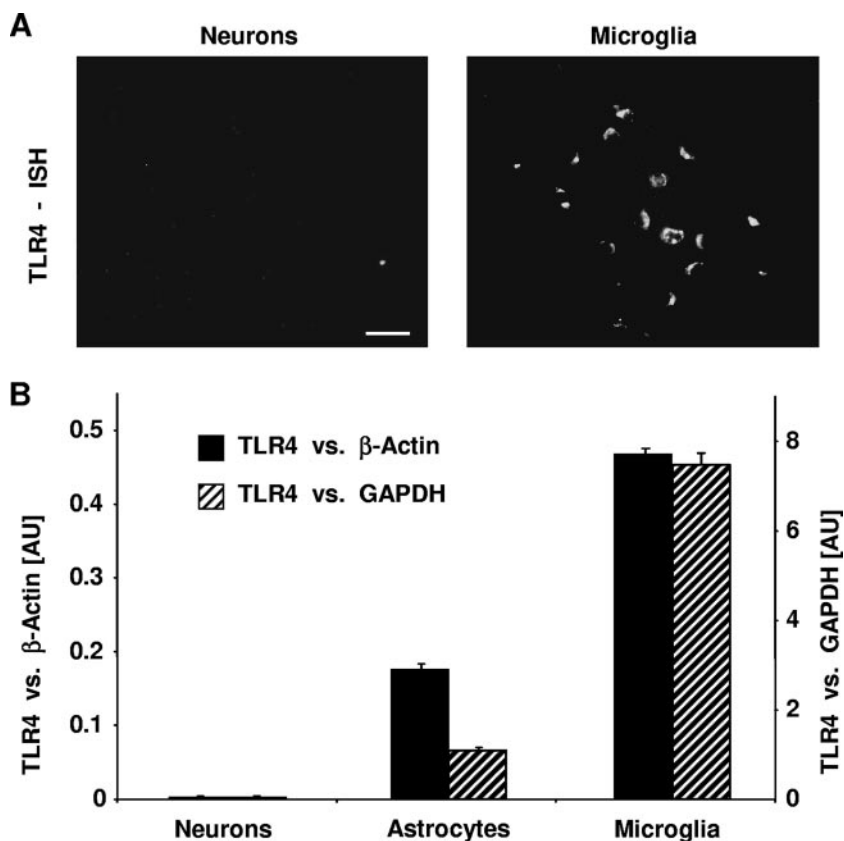 A
Neurons
Microglia
TLR4 - ISH
B
TLR4 vs. β-Actin [AU]
0.5
0.4
0.3
0.2
0.1
0
TLR4 vs. β-Actin
TLR4 vs. GAPDH
8
6
4
2
0
TLR4 vs. GAPDH [AU]
Neurons
Astrocytes
Microglia